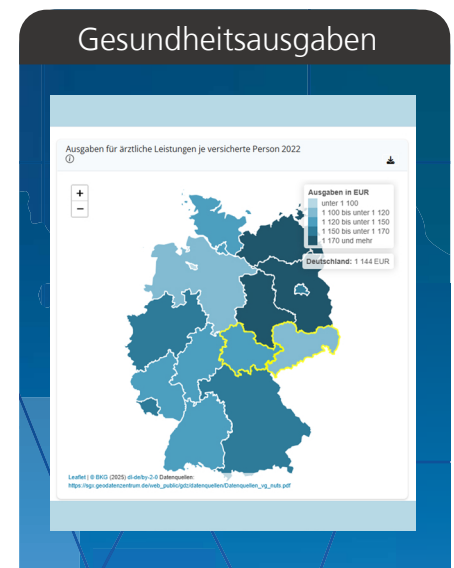 Gesundheitsausgaben
Ausgaben für ärztliche Leistungen je versicherte Person 2022
+
−
Ausgaben in EUR
unter 1 100
1 100 bis unter 1 120
1 120 bis unter 1 150
1 150 bis unter 1 170
1 170 und mehr
Deutschland: 1 144 EUR
Leaflet | © BKG (2025) dl-de/by-2-0 Datenquellen:
https://sgx.geodatenzentrum.de/web_public/gdz/datenquellen/Datenquellen_vg_nuts.pdf